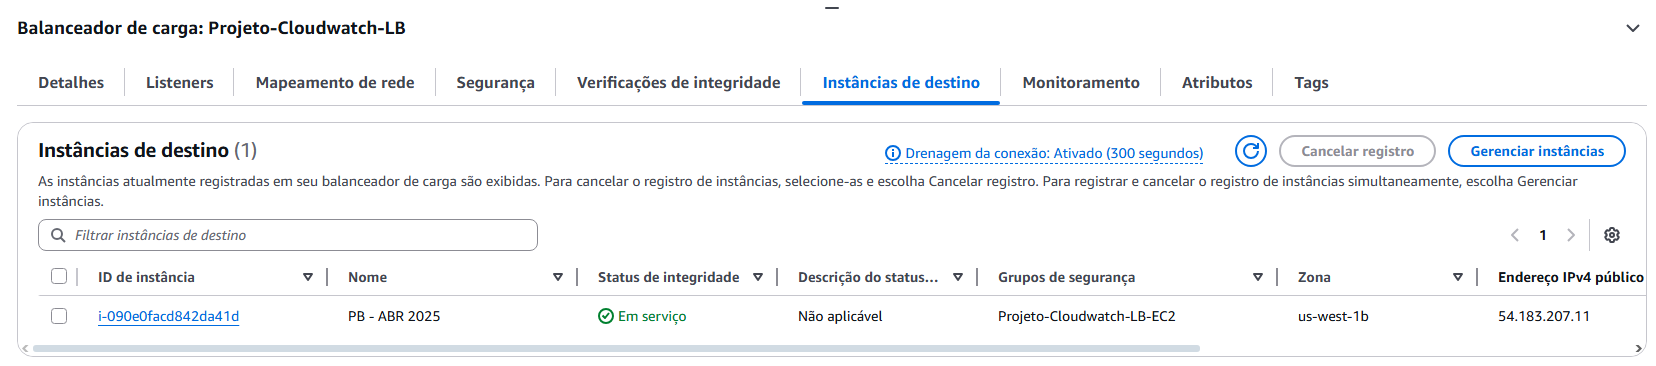 Balanceador de carga: Projeto-Cloudwatch-LB
Detalhes Listeners Mapeamento de rede Segurança Verificações de integridade Instâncias de destino Monitoramento Atributos Tags
Instâncias de destino (1) Drenagem da conexão: Ativado (300 segundos) Cancelar registro Gerenciar instâncias
As instâncias atualmente registradas em seu balanceador de carga são exibidas. Para cancelar o registro de instâncias, selecione-as e escolha Cancelar registro. Para registrar e cancelar o registro de instâncias simultaneamente, escolha Gerenciar
instâncias.
Filtrar instâncias de destino 1
ID de instância Nome Status de integridade Descrição do status... Grupos de segurança Zona Endereço IPv4 público
i-090e0facd842da41d PB - ABR 2025 Em serviço Não aplicável Projeto-Cloudwatch-LB-EC2 us-west-1b 54.183.207.11